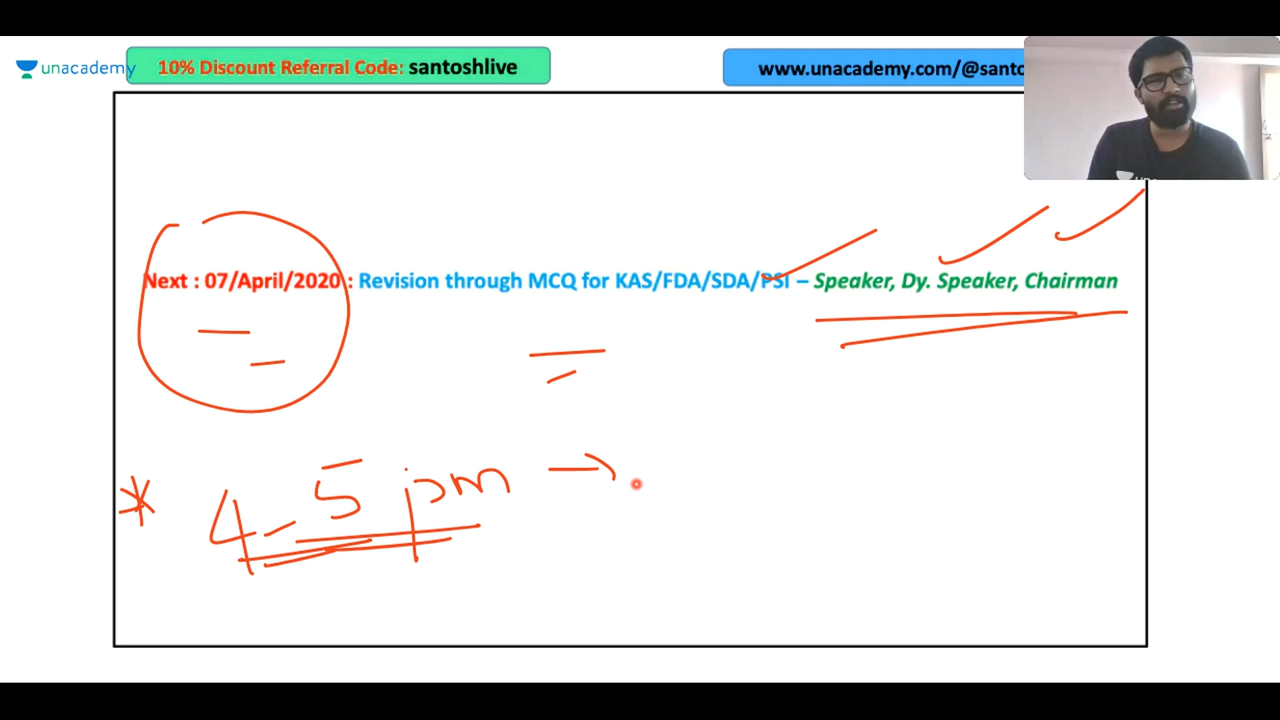 unacademy
10% Discount Referral Code: santoshlive
www.unacademy.com/@santo
Next : 07/April/2020 : Revision through MCQ for KAS/FDA/SDA/PSI – Speaker, Dy. Speaker, Chairman
* 4-5 pm →